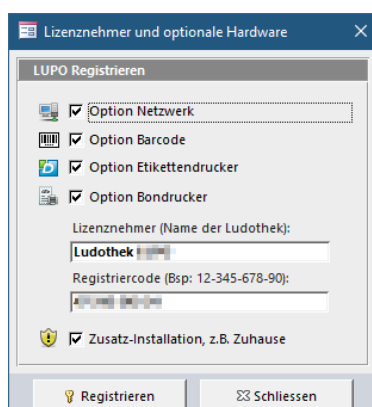 Lizenznehmer und optionale Hardware
LUPO Registrieren
Option Netzwerk
Option Barcode
Option Etikettendrucker
Option Bondrucker
Lizenznehmer (Name der Ludothek):
Ludothek
Registriercode (Bsp: 12-345-678-90):
Zusatz-Installation, z.B. Zuhause
Registrieren
Schliessen